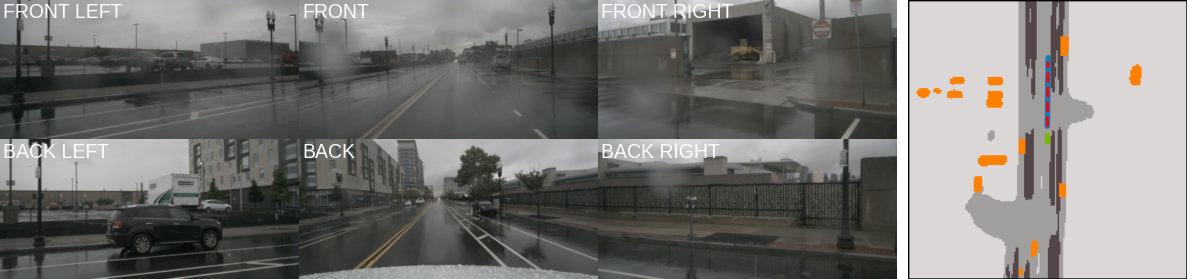 FRONT LEFT
FRONT
FRONT RIGHT
BACK LEFT
BACK
BACK RIGHT